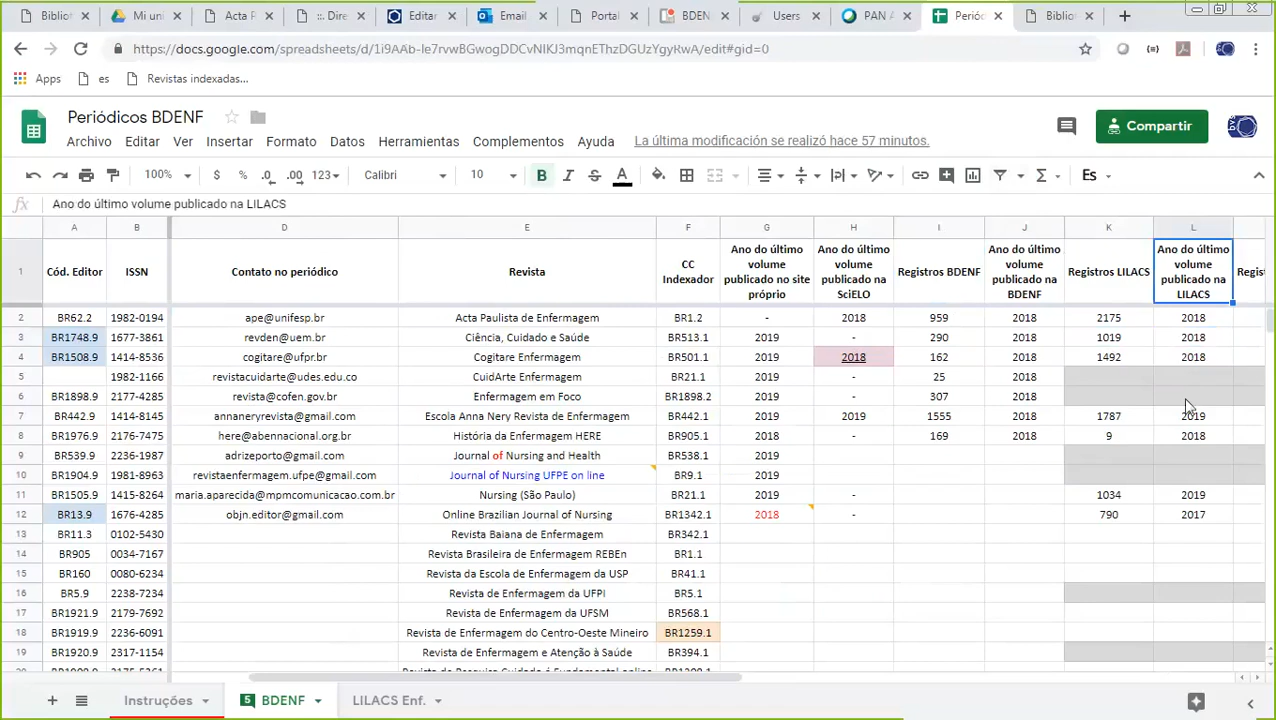 Bibliot
Mi uni
Acta P
::. Dire
Editar
Email
Portal
BDEN
Users
PAN A
Periód
Biblio
https://docs.google.com/spreadsheets/d/1i9AAb-Ie7rvwBGwogDDCvNIKJ3mqnEThzDGUzYgyRwA/edit#gid=0
Apps es Revistas indexadas...
Periódicos BDENF
Archivo Editar Ver Insertar Formato Datos Herramientas Complementos Ayuda La última modificación se realizó hace 57 minutos.
Compartir
100% $ % .0 .00 123 Calibri 10 B I S A Σ Es
fx Ano do último volume publicado na LILACS
A B D E F G H I J K L
1 Cód. Editor ISSN Contato no periódico Revista CC Indexador Ano do último volume publicado no site próprio Ano do último volume publicado na SciELO Registros BDENF Ano do último volume publicado na BDENF Registros LILACS Ano do último volume publicado na LILACS Regist
2 BR62.2 1982-0194 ape@unifesp.br Acta Paulista de Enfermagem BR1.2 - 2018 959 2018 2175 2018
3 BR1748.9 1677-3861 revden@uem.br Ciência, Cuidado e Saúde BR513.1 2019 - 290 2018 1019 2018
4 BR1508.9 1414-8536 cogitare@ufpr.br Cogitare Enfermagem BR501.1 2019 2018 162 2018 1492 2018
5 1982-1166 revistacuidarte@udes.edu.co CuidArte Enfermagem BR21.1 2019 - 25 2018
6 BR1898.9 2177-4285 revista@cofen.gov.br Enfermagem em Foco BR1898.2 2019 - 307 2018
7 BR442.9 1414-8145 annaneryrevista@gmail.com Escola Anna Nery Revista de Enfermagem BR442.1 2019 2019 1555 2018 1787 2019
8 BR1976.9 2176-7475 here@abennacional.org.br História da Enfermagem HERE BR905.1 2018 - 169 2018 9 2018
9 BR539.9 2236-1987 adrizeporto@gmail.com Journal of Nursing and Health BR538.1 2019
10 BR1904.9 1981-8963 revistaenfermagem.ufpe@gmail.com Journal of Nursing UFPE on line BR9.1 2019
11 BR1505.9 1415-8264 maria.aparecida@mpmcomunicacao.com.br Nursing (São Paulo) BR21.1 2019 - 1034 2019
12 BR13.9 1676-4285 objn.editor@gmail.com Online Brazilian Journal of Nursing BR1342.1 2018 - 790 2017
13 BR11.3 0102-5430 Revista Baiana de Enfermagem BR342.1
14 BR905 0034-7167 Revista Brasileira de Enfermagem REBEn BR1.1
15 BR160 0080-6234 Revista da Escola de Enfermagem da USP BR41.1
16 BR5.9 2238-7234 Revista de Enfermagem da UFPI BR5.1
17 BR1921.9 2179-7692 Revista de Enfermagem da UFSM BR568.1
18 BR1919.9 2236-6091 Revista de Enfermagem do Centro-Oeste Mineiro BR1259.1
19 BR1920.9 2317-1154 Revista de Enfermagem e Atenção à Saúde BR394.1
Instruções 5 BDENF LILACS Enf.